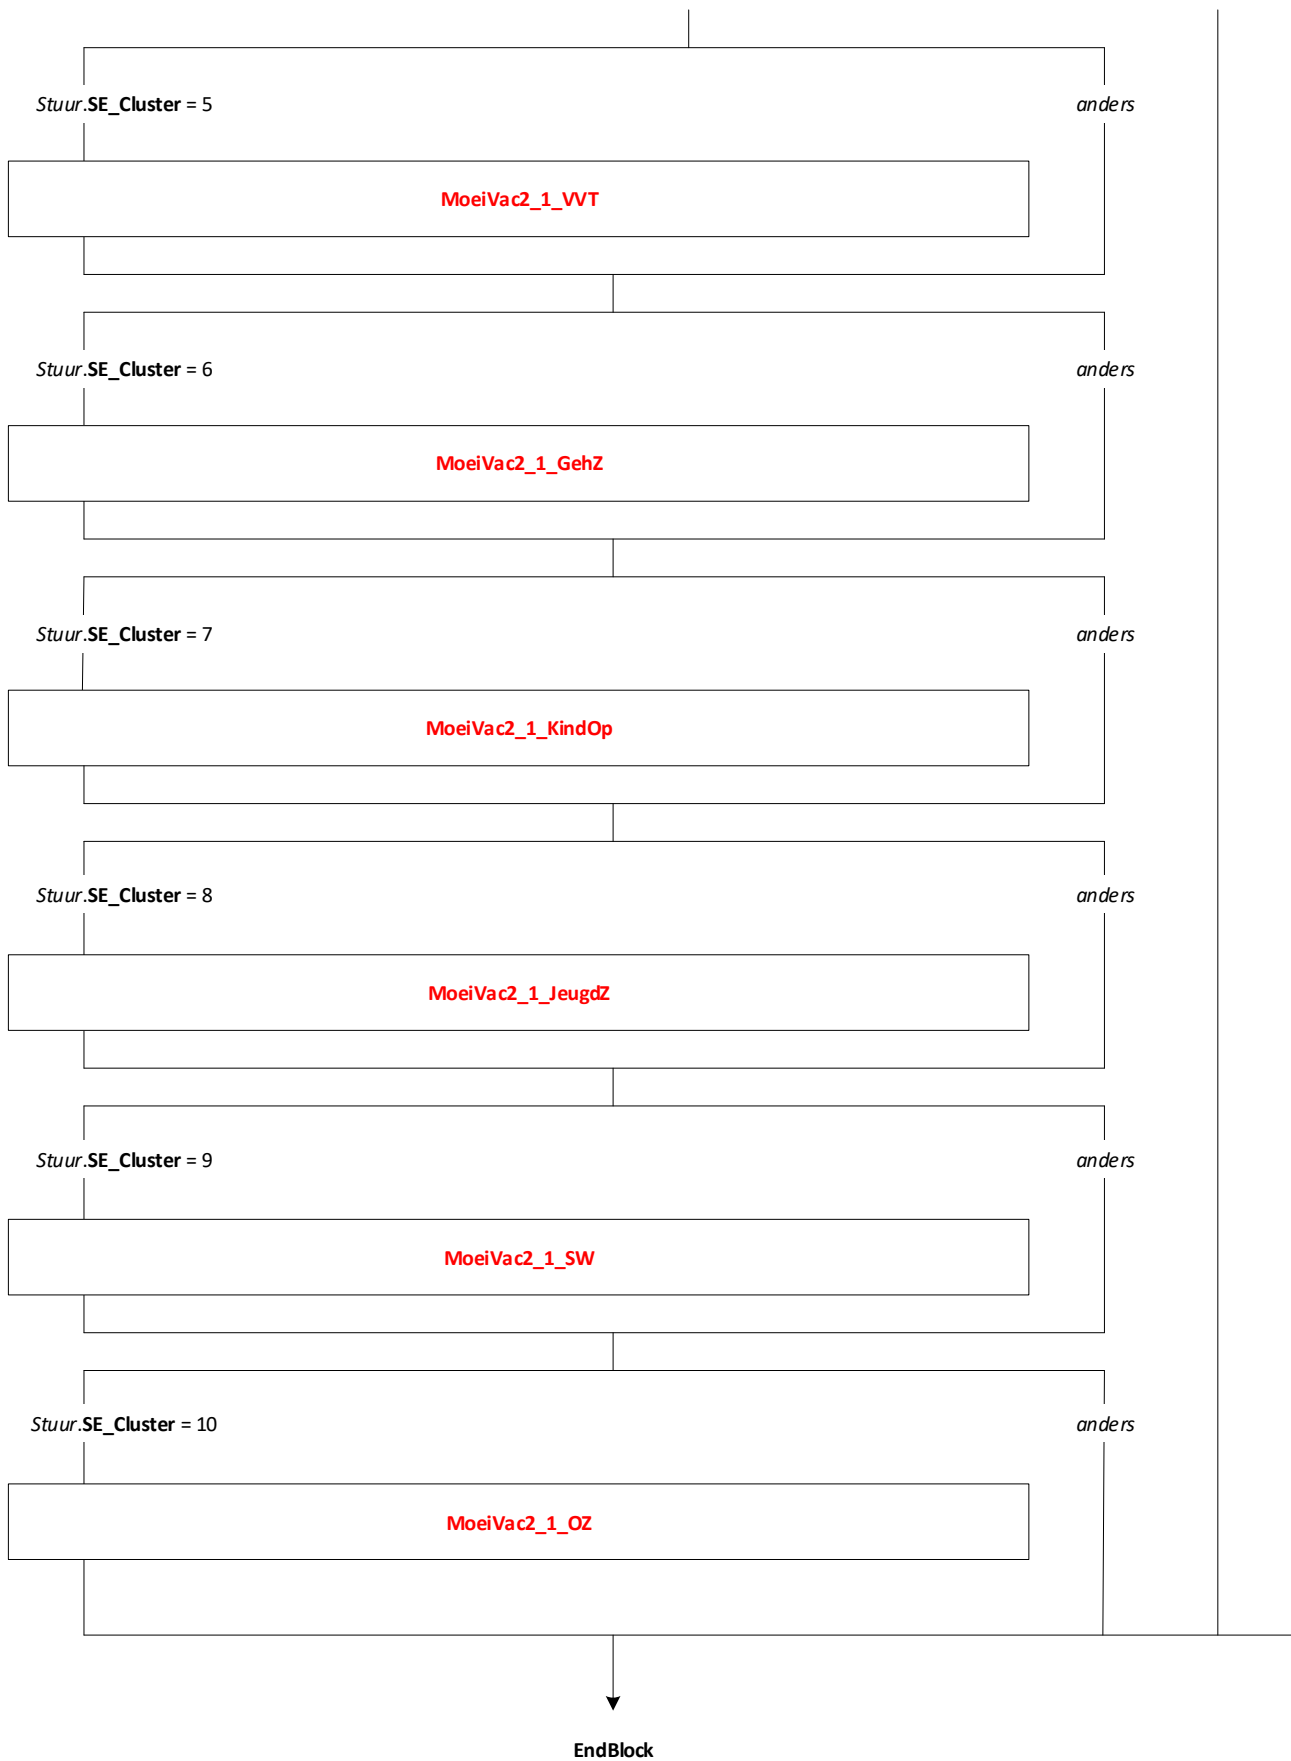 Stuur.SE_Cluster = 5 anders
MoeiVac2_1_VVT
Stuur.SE_Cluster = 6 anders
MoeiVac2_1_GehZ
Stuur.SE_Cluster = 7 anders
MoeiVac2_1_KindOp
Stuur.SE_Cluster = 8 anders
MoeiVac2_1_JeugdZ
Stuur.SE_Cluster = 9 anders
MoeiVac2_1_SW
Stuur.SE_Cluster = 10 anders
MoeiVac2_1_OZ
EndBlock